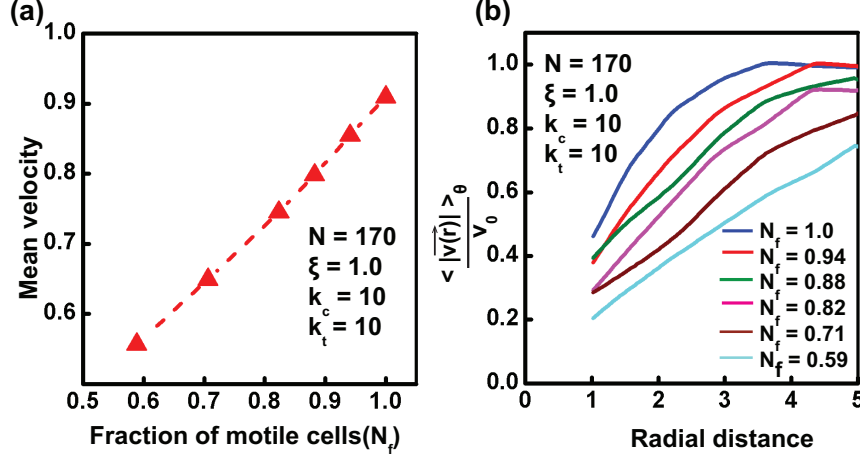 (a)
1.0
0.9
0.8
0.7
0.6
Mean velocity
N = 170
ξ = 1.0
k_c = 10
k_t = 10
0.5 0.6 0.7 0.8 0.9 1.0
Fraction of motile cells(N_f)
(b)
1.0
0.8
0.6
0.4
0.2
0.0
< |v(r)| >_θ
v_0
N = 170
ξ = 1.0
k_c = 10
k_t = 10
N_f = 1.0
N_f = 0.94
N_f = 0.88
N_f = 0.82
N_f = 0.71
N_f = 0.59
0 1 2 3 4 5
Radial distance